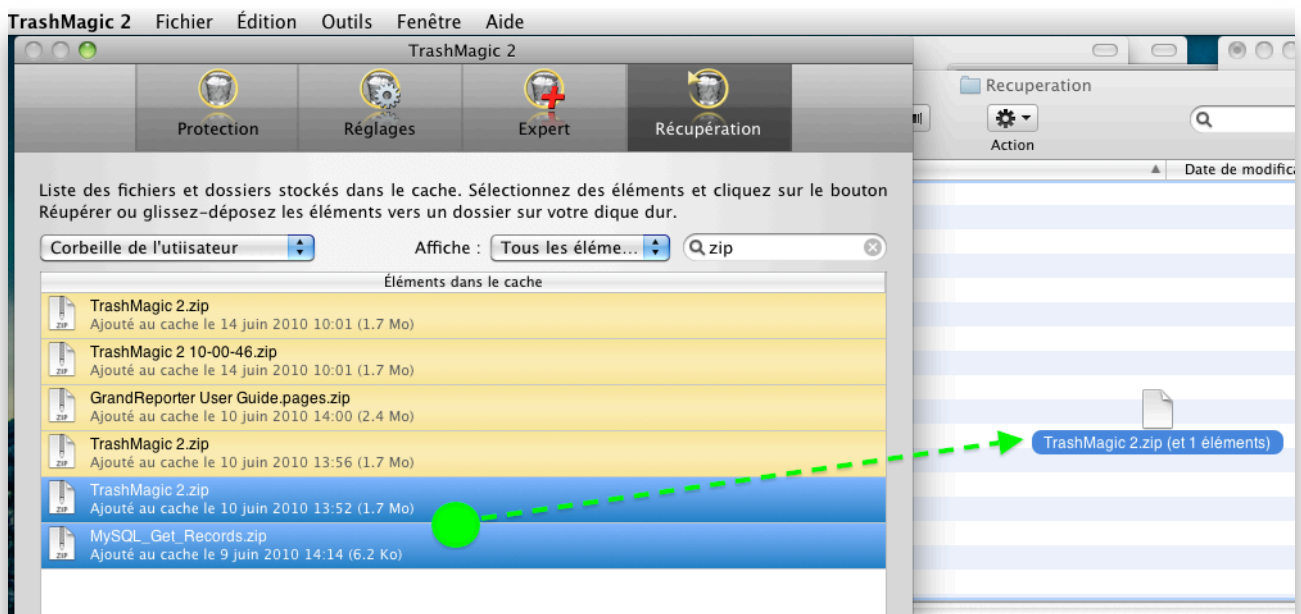 TrashMagic 2 Fichier Édition Outils Fenêtre Aide
TrashMagic 2
Protection Réglages Expert Récupération
Recuperation
Action
Date de modific
Liste des fichiers et dossiers stockés dans le cache. Sélectionnez des éléments et cliquez sur le bouton
Réupérer ou glissez-déposez les éléments vers un dossier sur votre dique dur.
Corbeille de l'utiisateur Affiche : Tous les éléme... zip
Éléments dans le cache
TrashMagic 2.zip
ZIP Ajouté au cache le 14 juin 2010 10:01 (1.7 Mo)
TrashMagic 2 10-00-46.zip
ZIP Ajouté au cache le 14 juin 2010 10:01 (1.7 Mo)
GrandReporter User Guide.pages.zip
ZIP Ajouté au cache le 10 juin 2010 14:00 (2.4 Mo)
TrashMagic 2.zip
ZIP Ajouté au cache le 10 juin 2010 13:56 (1.7 Mo)
TrashMagic 2.zip (et 1 éléments)
TrashMagic 2.zip
ZIP Ajouté au cache le 10 juin 2010 13:52 (1.7 Mo)
MySQL_Get_Records.zip
ZIP Ajouté au cache le 9 juin 2010 14:14 (6.2 Ko)